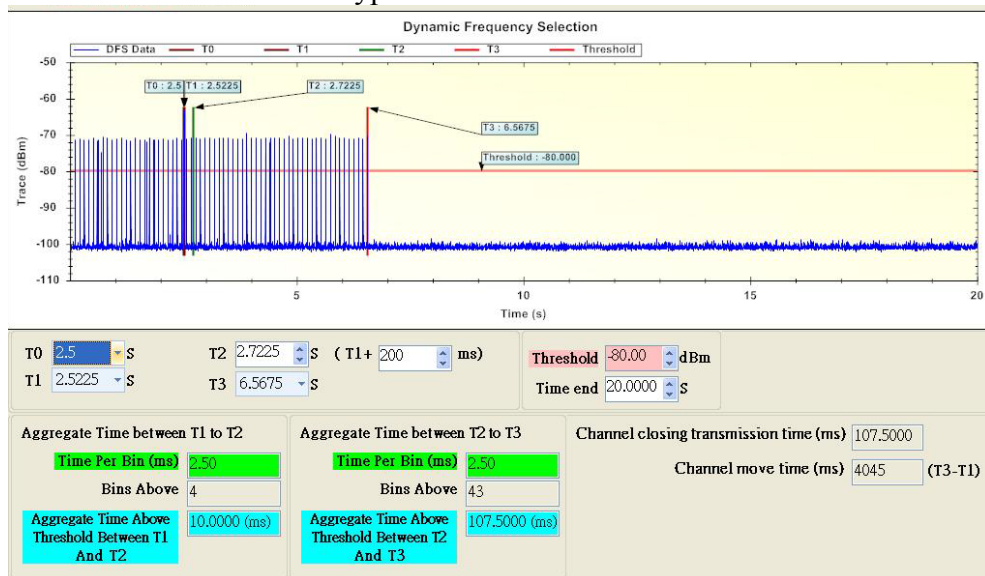 Dynamic Frequency Selection
DFS Data T0 T1 T2 T3 Threshold
-50
-60
-70
-80
-90
-100
-110
Trace (dBm)
T0 : 2.5 T1 : 2.5225
T2 : 2.7225
T3 : 6.5675
Threshold : -80.000
5 10 15 20
Time (s)
T0 2.5 S T2 2.7225 S ( T1+ 200 ms)
T1 2.5225 S T3 6.5675 S
Threshold -80.00 dBm
Time end 20.0000 S
Aggregate Time between T1 to T2
Time Per Bin (ms) 2.50
Bins Above 4
Aggregate Time Above
Threshold Between T1
And T2
10.0000 (ms)
Aggregate Time between T2 to T3
Time Per Bin (ms) 2.50
Bins Above 43
Aggregate Time Above
Threshold Between T2
And T3
107.5000 (ms)
Channel closing transmission time (ms) 107.5000
Channel move time (ms) 4045 (T3-T1)